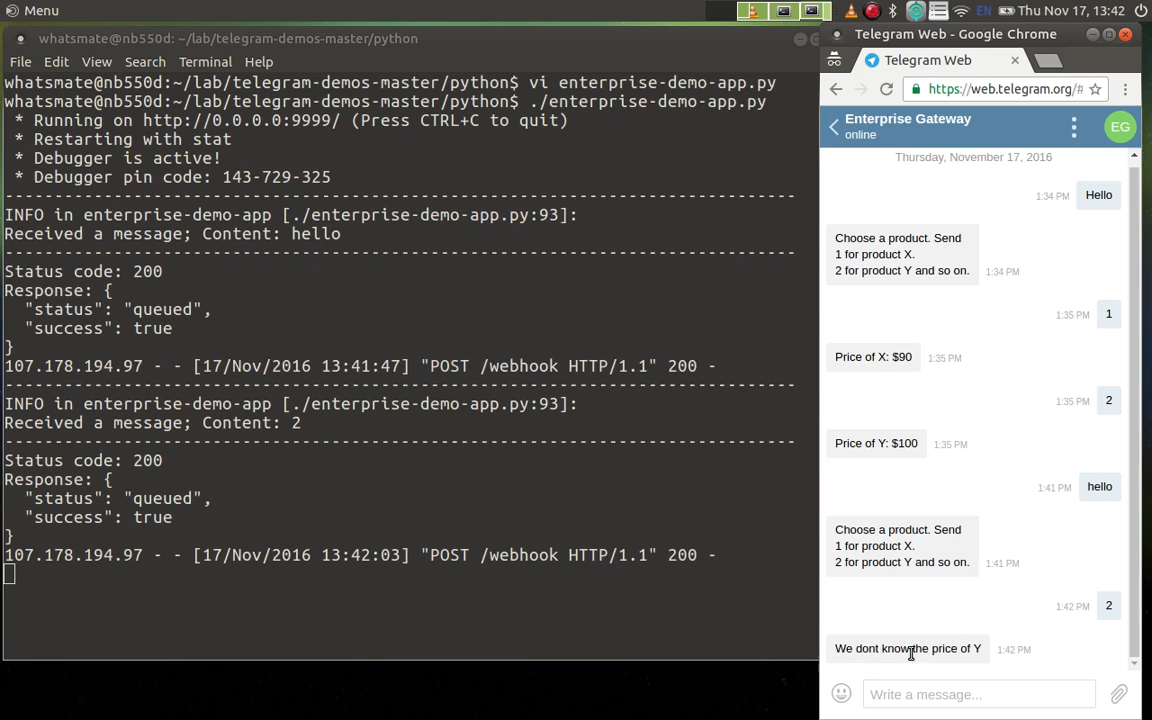 Menu
EN
Thu Nov 17, 13:42
whatsmate@nb550d: ~/lab/telegram-demos-master/python
File Edit View Search Terminal Help
whatsmate@nb550d:~/lab/telegram-demos-master/python$ vi enterprise-demo-app.py
whatsmate@nb550d:~/lab/telegram-demos-master/python$ ./enterprise-demo-app.py
 * Running on http://0.0.0.0:9999/ (Press CTRL+C to quit)
 * Restarting with stat
 * Debugger is active!
 * Debugger pin code: 143-729-325
--------------------------------------------------------------------------------
INFO in enterprise-demo-app [./enterprise-demo-app.py:93]:
Received a message; Content: hello
--------------------------------------------------------------------------------
Status code: 200
Response: {
  "status": "queued",
  "success": true
}
107.178.194.97 - - [17/Nov/2016 13:41:47] "POST /webhook HTTP/1.1" 200 -
--------------------------------------------------------------------------------
INFO in enterprise-demo-app [./enterprise-demo-app.py:93]:
Received a message; Content: 2
--------------------------------------------------------------------------------
Status code: 200
Response: {
  "status": "queued",
  "success": true
}
107.178.194.97 - - [17/Nov/2016 13:42:03] "POST /webhook HTTP/1.1" 200 -
Telegram Web - Google Chrome
Telegram Web
https://web.telegram.org/#
Enterprise Gateway
online
EG
Thursday, November 17, 2016
1:34 PM Hello
Choose a product. Send
1 for product X.
2 for product Y and so on. 1:34 PM
1:35 PM 1
Price of X: $90 1:35 PM
1:35 PM 2
Price of Y: $100 1:35 PM
1:41 PM hello
Choose a product. Send
1 for product X.
2 for product Y and so on. 1:41 PM
1:42 PM 2
We dont know the price of Y 1:42 PM
Write a message...